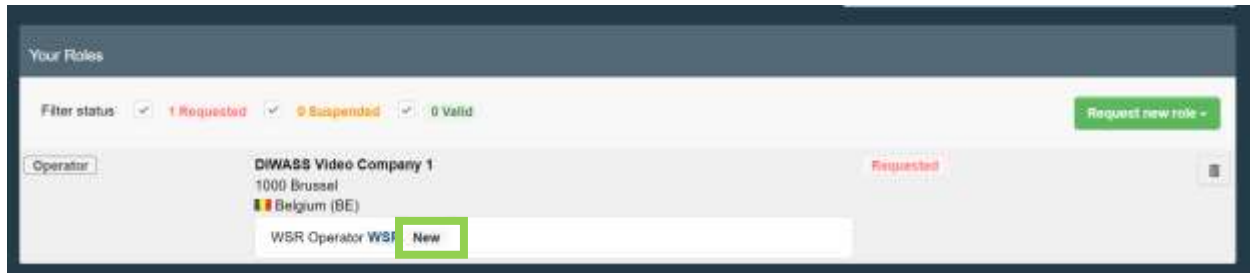 Your Roles
Filter status: 1 Requested 0 Suspended 0 Valid Request new role
Operator DIWASS Video Company 1 Requested
1000 Brussel
Belgium (BE)
WSR Operator New